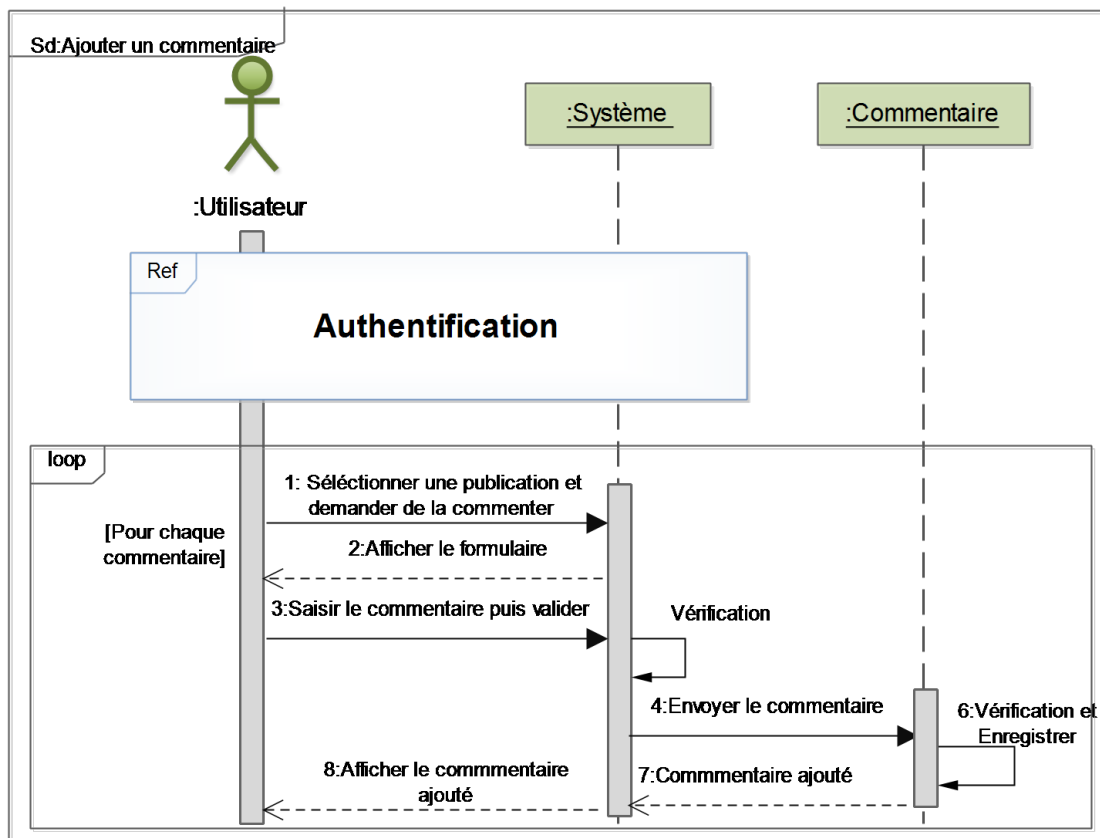 Sd:Ajouter un commentaire
:Système
:Commentaire
:Utilisateur
Ref
Authentification
loop
[Pour chaque
commentaire]
1: Séléctionner une publication et
demander de la commenter
2:Afficher le formulaire
3:Saisir le commentaire puis valider
Vérification
4:Envoyer le commentaire
6:Vérification et
Enregistrer
7:Commmentaire ajouté
8:Afficher le commmentaire
ajouté